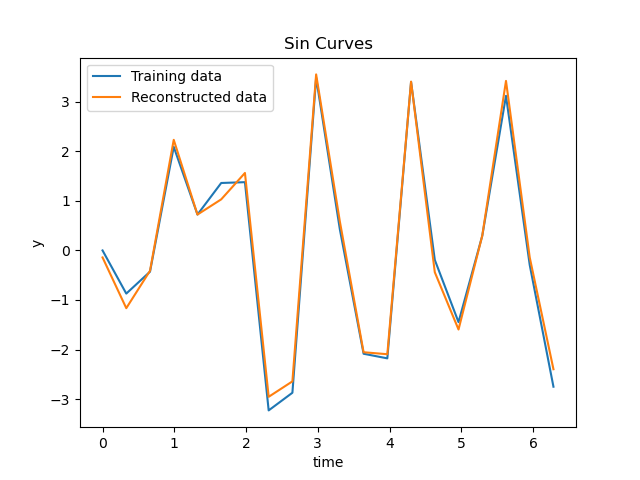 Sin Curves
Training data
Reconstructed data
3
2
1
0
−1
−2
−3
y
0 1 2 3 4 5 6
time